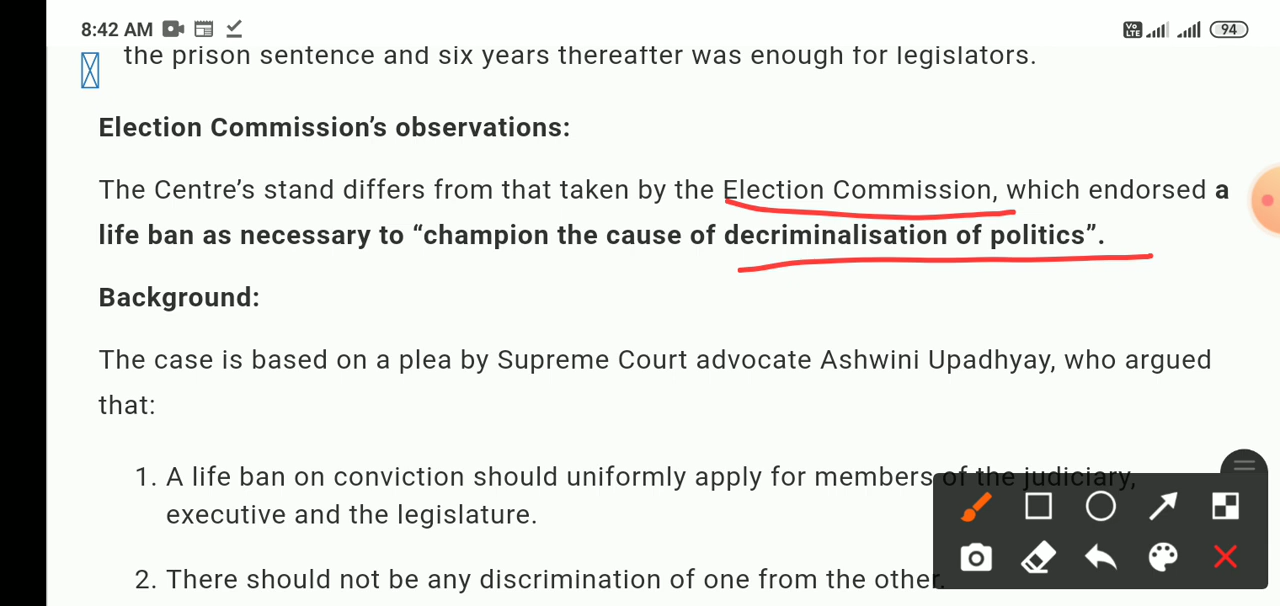 8:42 AM
Vo LTE
94
the prison sentence and six years thereafter was enough for legislators.
Election Commission’s observations:
The Centre’s stand differs from that taken by the Election Commission, which endorsed a
life ban as necessary to “champion the cause of decriminalisation of politics”.
Background:
The case is based on a plea by Supreme Court advocate Ashwini Upadhyay, who argued
that:
1. A life ban on conviction should uniformly apply for members of the judiciary,
executive and the legislature.
2. There should not be any discrimination of one from the other.